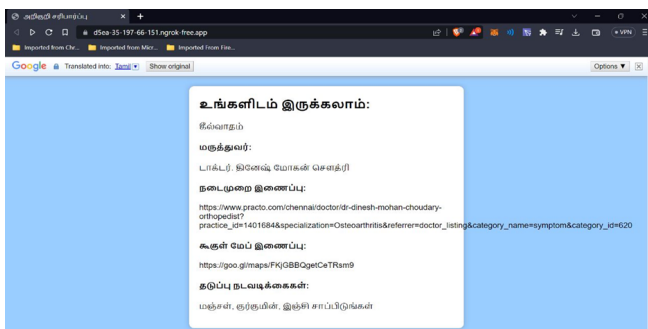 அறிகுறி சரிபார்ப்பு
d5ea-35-197-66-151.ngrok-free.app
VPN
Imported from Chr... Imported from Micr... Imported From Fire...
Google Translated into: Tamil Show original Options
உங்களிடம் இருக்கலாம்:
கீல்வாதம்
மருத்துவர்:
டாக்டர். தினேஷ் மோகன் சௌத்ரி
நடைமுறை இணைப்பு:
https://www.practo.com/chennai/doctor/dr-dinesh-mohan-choudary-
orthopedist?
practice_id=1401684&specialization=Osteoarthritis&referrer=doctor_listing&category_name=symptom&category_id=620
கூகுள் மேப் இணைப்பு:
https://goo.gl/maps/FKjGBBQgetCeTRsm9
தடுப்பு நடவடிக்கைகள்:
மஞ்சள், குர்குமின், இஞ்சி சாப்பிடுங்கள்